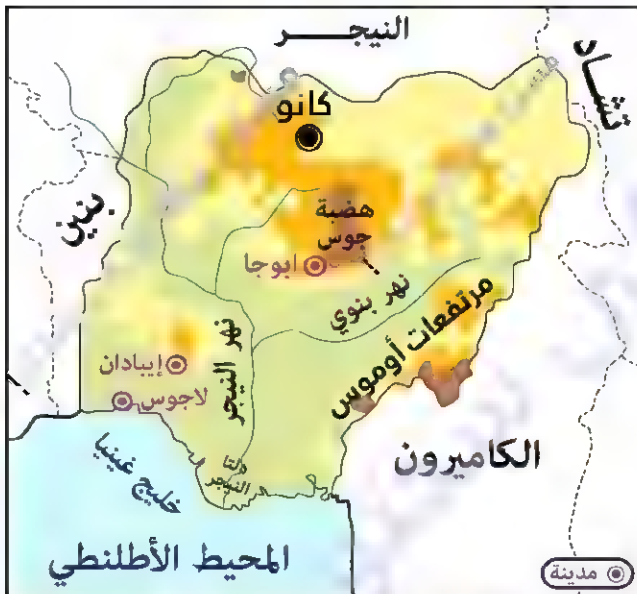 النيجر
تشاد
كانو
بنين
هضبة
جوس
ابوجا
نهر بنوي
مرتفعات أوموس
نهر النيجر
إيبادان
لاجوس
الكاميرون
دلتا
النيجر
خليج غينيا
المحيط الأطلنطي
مدينة